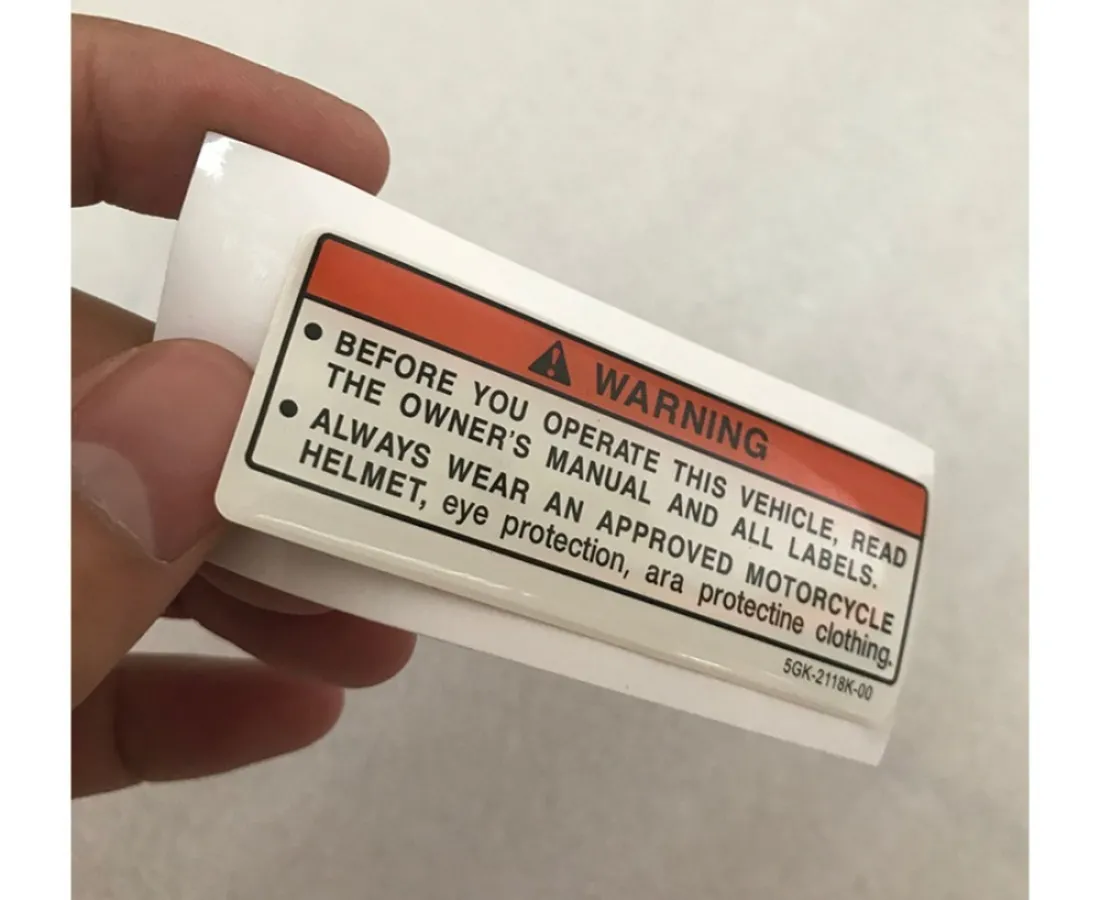 WARNING
• BEFORE YOU OPERATE THIS VEHICLE, READ
THE OWNER'S MANUAL AND ALL LABELS.
• ALWAYS WEAR AN APPROVED MOTORCYCLE
HELMET, eye protection, ara protectine clothing.
5GK-2118K-00